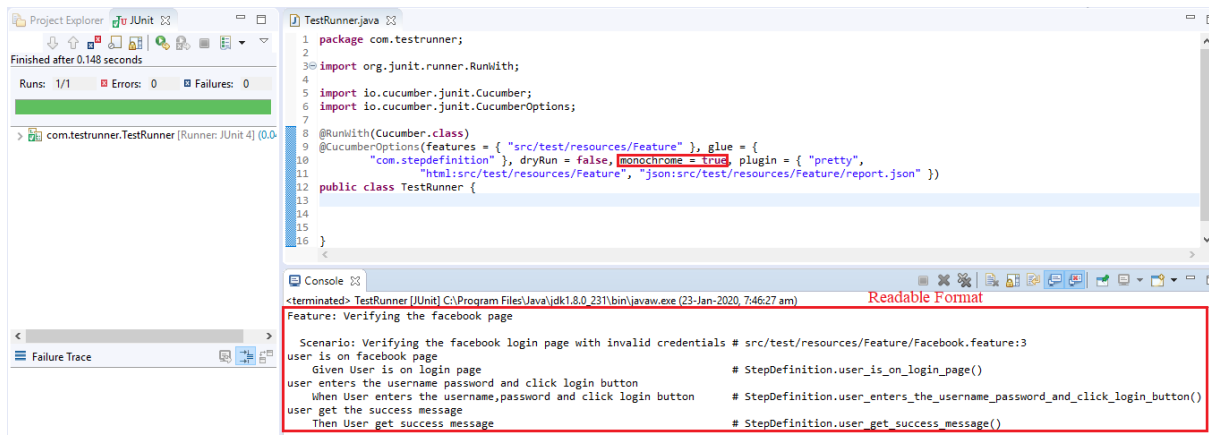 Project Explorer JUnit
Finished after 0.148 seconds
Runs: 1/1 Errors: 0 Failures: 0
com.testrunner.TestRunner [Runner: JUnit 4] (0.0
Failure Trace
TestRunner.java
1 package com.testrunner;
2
3 import org.junit.runner.RunWith;
4
5 import io.cucumber.junit.Cucumber;
6 import io.cucumber.junit.CucumberOptions;
7
8 @RunWith(Cucumber.class)
9 @CucumberOptions(features = { "src/test/resources/Feature" }, glue = {
10 "com.stepdefinition" }, dryRun = false, monochrome = true, plugin = { "pretty",
11 "html:src/test/resources/Feature", "json:src/test/resources/Feature/report.json" })
12 public class TestRunner {
13
14
15
16 }
Console
<terminated> TestRunner [JUnit] C:\Program Files\Java\jdk1.8.0_231\bin\javaw.exe (23-Jan-2020, 7:46:27 am)
Readable Format
Feature: Verifying the facebook page
Scenario: Verifying the facebook login page with invalid credentials # src/test/resources/Feature/Facebook.feature:3
user is on facebook page
Given User is on login page # StepDefinition.user_is_on_login_page()
user enters the username password and click login button
When User enters the username,password and click login button # StepDefinition.user_enters_the_username_password_and_click_login_button()
user get the success message
Then User get success message # StepDefinition.user_get_success_message()